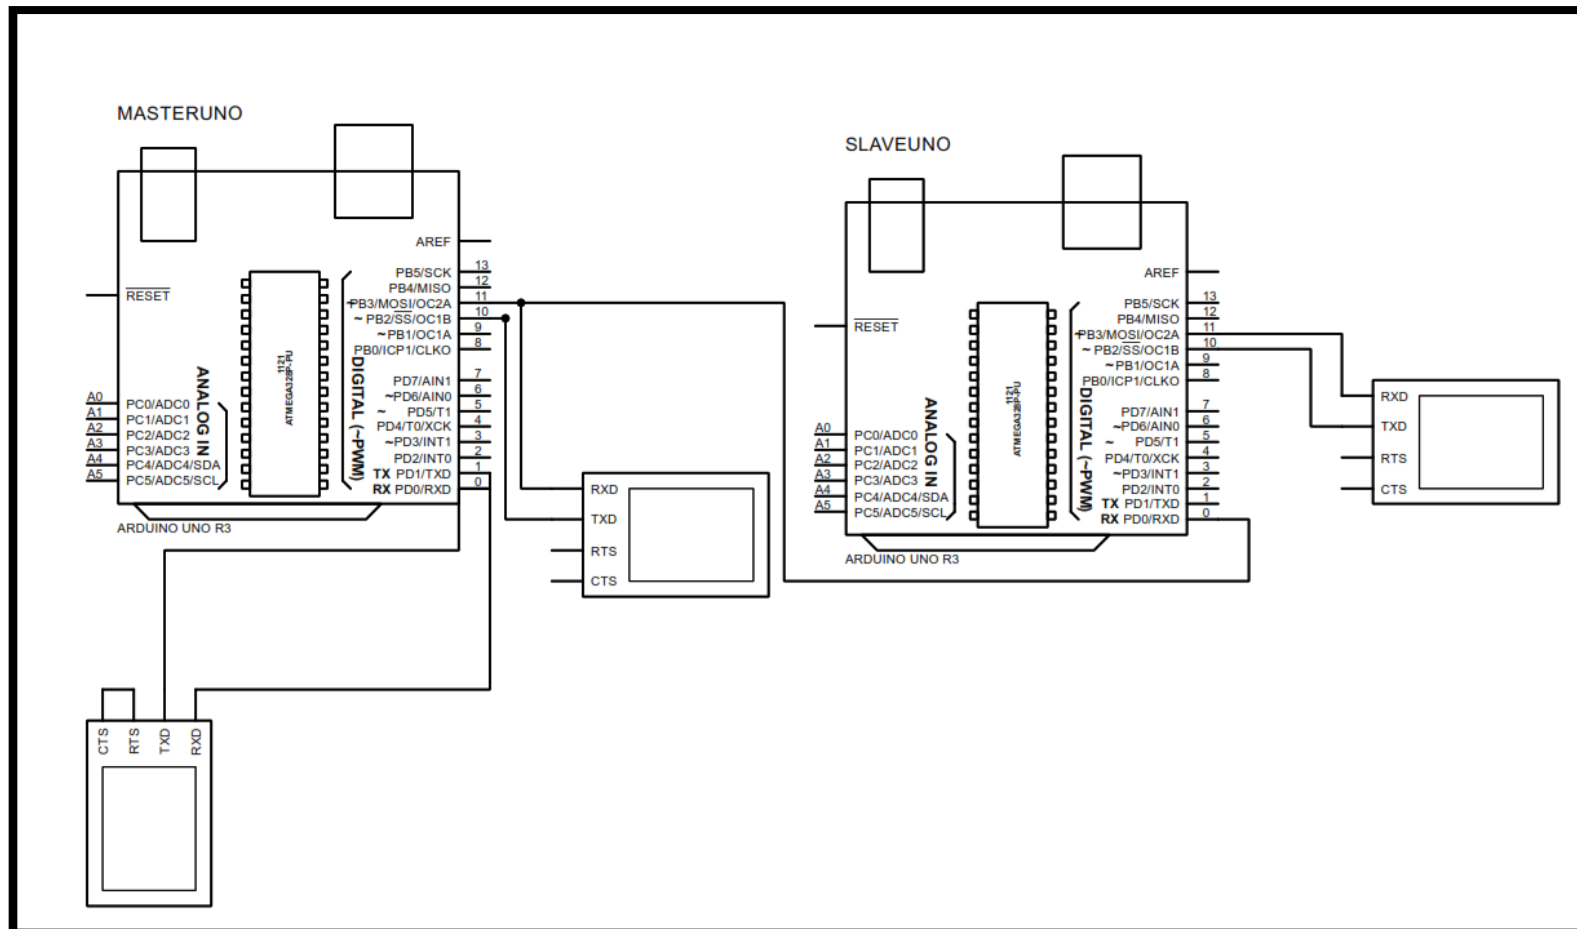 MASTERUNO
AREF
PB5/SCK 13
PB4/MISO 12
RESET
~PB3/MOSI/OC2A 11
~PB2/SS/OC1B 10
~PB1/OC1A 9
PB0/ICP1/CLKO 8
1121
ATMEGA328P-PU
DIGITAL (~PWM)
ANALOG IN
PD7/AIN1 7
~PD6/AIN0 6
~ PD5/T1 5
PD4/T0/XCK 4
~PD3/INT1 3
PD2/INT0 2
TX PD1/TXD 1
RX PD0/RXD 0
A0 PC0/ADC0
A1 PC1/ADC1
A2 PC2/ADC2
A3 PC3/ADC3
A4 PC4/ADC4/SDA
A5 PC5/ADC5/SCL
ARDUINO UNO R3
RXD
TXD
RTS
CTS
CTS
RTS
TXD
RXD
SLAVEUNO
AREF
PB5/SCK 13
PB4/MISO 12
RESET
~PB3/MOSI/OC2A 11
~PB2/SS/OC1B 10
~PB1/OC1A 9
PB0/ICP1/CLKO 8
1121
ATMEGA328P-PU
DIGITAL (~PWM)
ANALOG IN
PD7/AIN1 7
~PD6/AIN0 6
~ PD5/T1 5
PD4/T0/XCK 4
~PD3/INT1 3
PD2/INT0 2
TX PD1/TXD 1
RX PD0/RXD 0
A0 PC0/ADC0
A1 PC1/ADC1
A2 PC2/ADC2
A3 PC3/ADC3
A4 PC4/ADC4/SDA
A5 PC5/ADC5/SCL
ARDUINO UNO R3
RXD
TXD
RTS
CTS